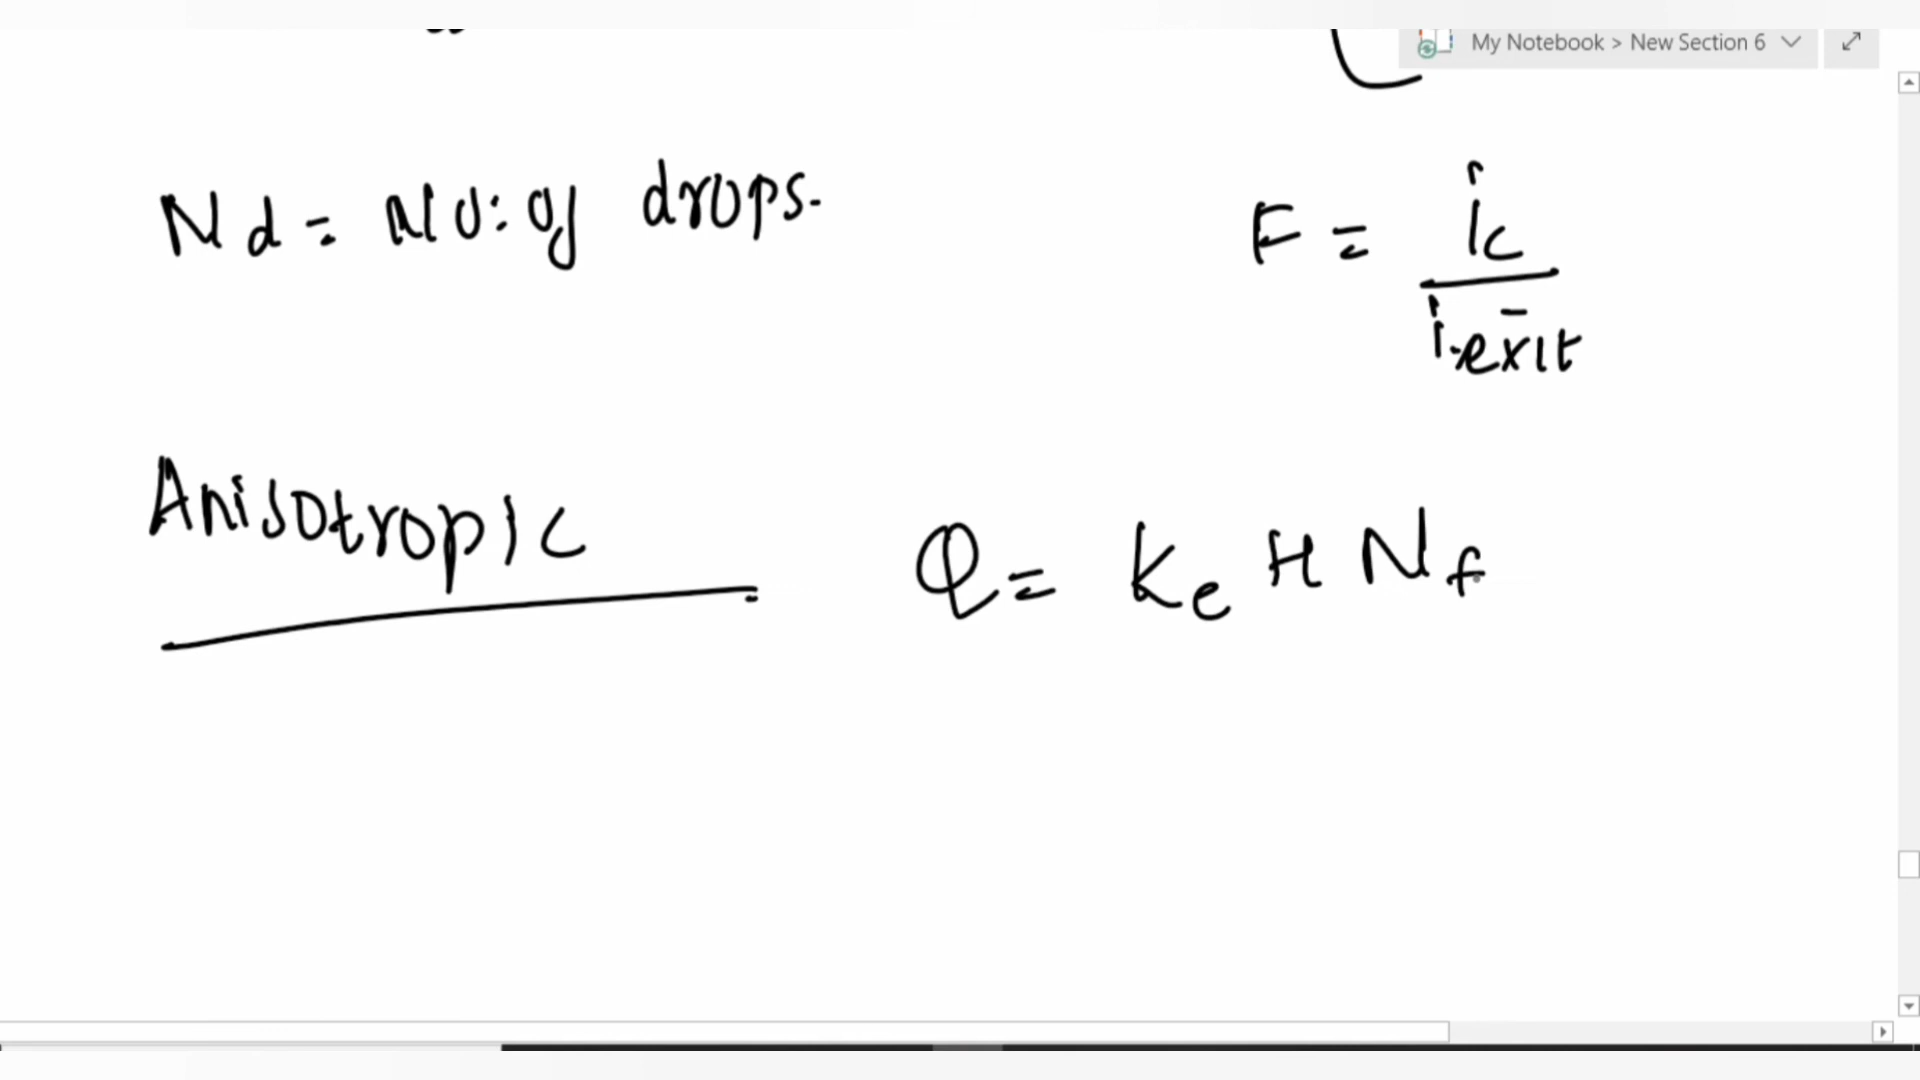 My Notebook > New Section 6
Nd = No: of drops.
F = ic
i-exit
Anisotropic
Q = Ke H Nf